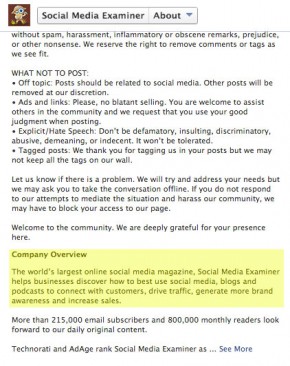 Social Media Examiner About
without spam, harassment, inflammatory or obscene remarks, prejudice,
or other nonsense. We reserve the right to remove comments or tags as
we see fit.
WHAT NOT TO POST:
• Off topic: Posts should be related to social media. Other posts will be
removed at our discretion.
• Ads and links: Please, no blatant selling. You are welcome to assist
others in the community and we request that you use your good
judgment when posting.
• Explicit/Hate Speech: Don't be defamatory, insulting, discriminatory,
abusive, demeaning, or indecent. It won't be tolerated.
• Tagged posts: We thank you for tagging us in your posts but we may
not keep all the tags on our wall.
Let us know if there is a problem. We will try and address your needs but
we may ask you to take the conversation offline. If you do not respond
to our attempts to mediate the situation and harass our community, we
may have to block your access to our page.
Welcome to the community. We are deeply grateful for your presence
here.
Company Overview
The world's largest online social media magazine, Social Media Examiner
helps businesses discover how to best use social media, blogs and
podcasts to connect with customers, drive traffic, generate more brand
awareness and increase sales.
More than 215,000 email subscribers and 800,000 monthly readers look
forward to our daily original content.
Technorati and AdAge rank Social Media Examiner as ... See More